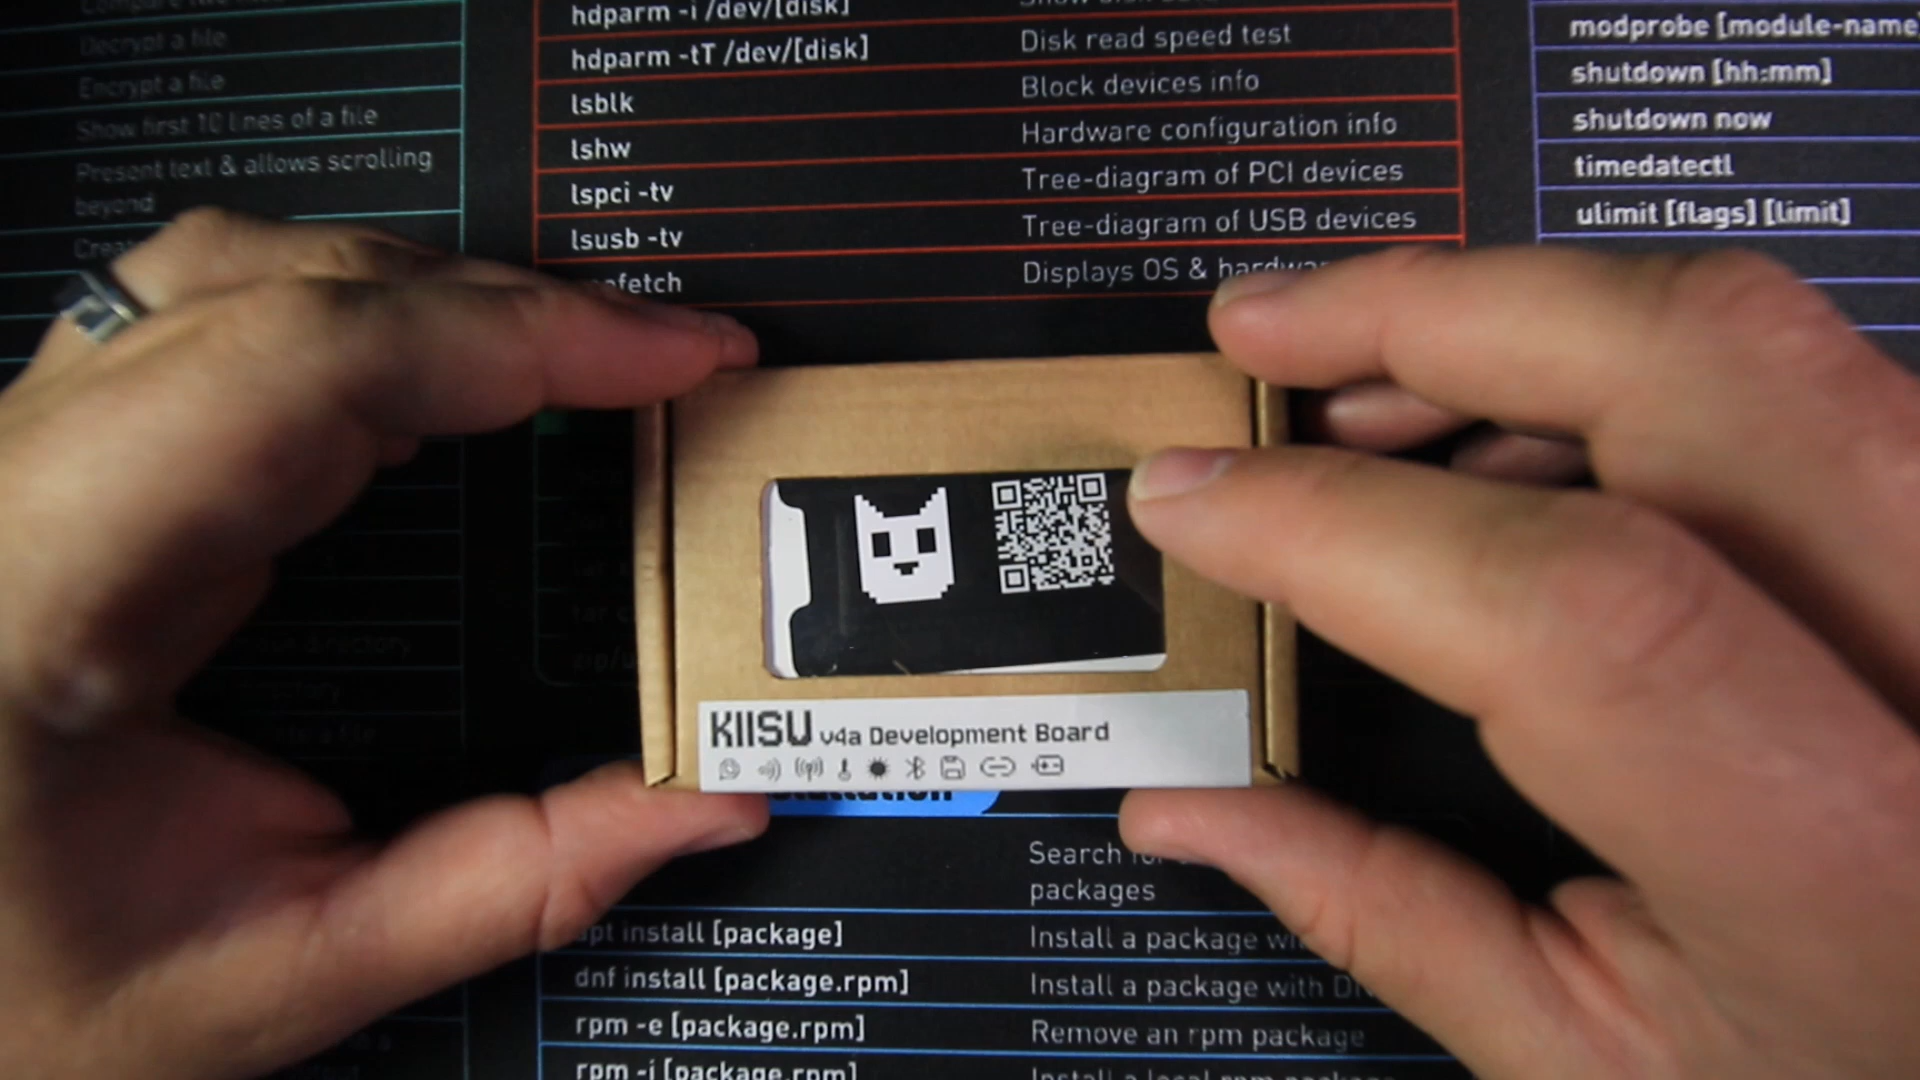 Decrypt a file
Encrypt a file
Show first 10 lines of a file
Present text & allows scrolling
beyond
hdparm -i /dev/[disk]
hdparm -tT /dev/[disk]
Disk read speed test
lsblk
Block devices info
lshw
Hardware configuration info
lspci -tv
Tree-diagram of PCI devices
lsusb -tv
Tree-diagram of USB devices
Displays OS &
modprobe [module-name]
shutdown [hh:mm]
shutdown now
timedatectl
ulimit [flags] [limit]
KIISU v4a Development Board
Search
packages
apt install [package]
Install a package
dnf install [package.rpm]
Install a package with
rpm -e [package.rpm]
Remove an rpm package
rpm -i [package.rpm]